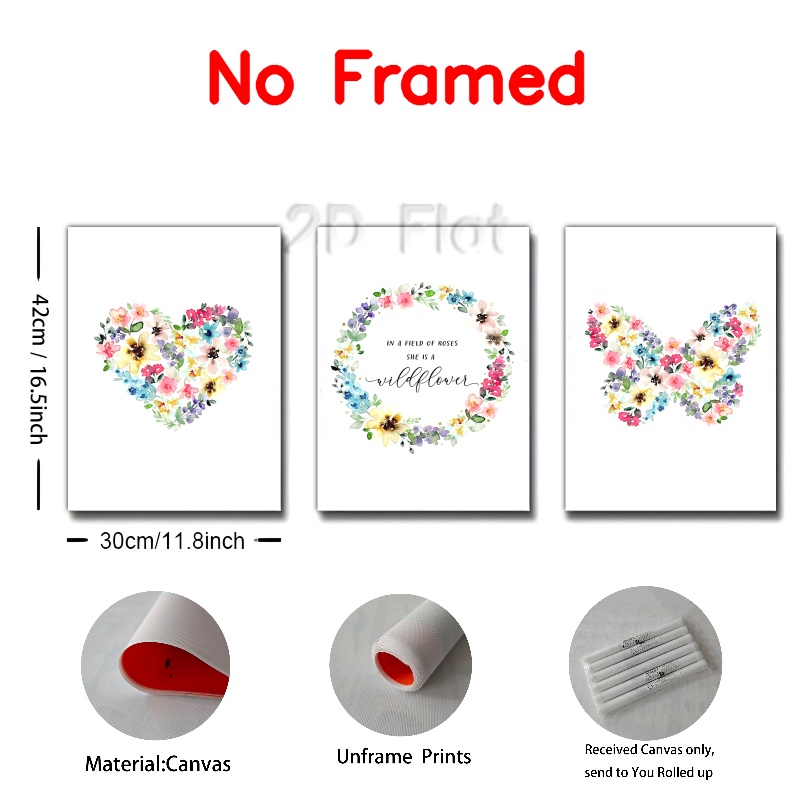 No Framed
2D Flat
42cm / 16.5inch
IN A FIELD OF ROSES
SHE IS A
wildflower
30cm/11.8inch
Material:Canvas
Unframe Prints
Received Canvas only,
send to You Rolled up